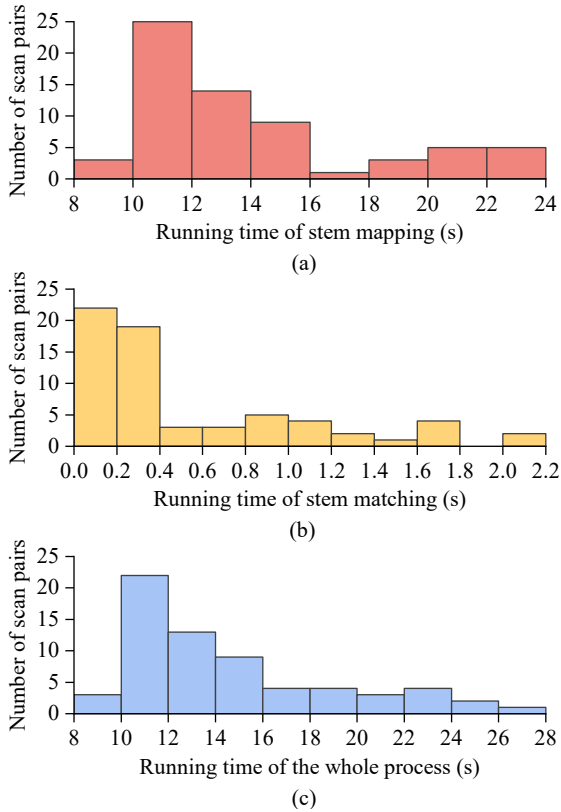 Number of scan pairs
25
20
15
10
5
0
8 10 12 14 16 18 20 22 24
Running time of stem mapping (s)
(a)
Number of scan pairs
25
20
15
10
5
0
0.0 0.2 0.4 0.6 0.8 1.0 1.2 1.4 1.6 1.8 2.0 2.2
Running time of stem matching (s)
(b)
Number of scan pairs
25
20
15
10
5
0
8 10 12 14 16 18 20 22 24 26 28
Running time of the whole process (s)
(c)